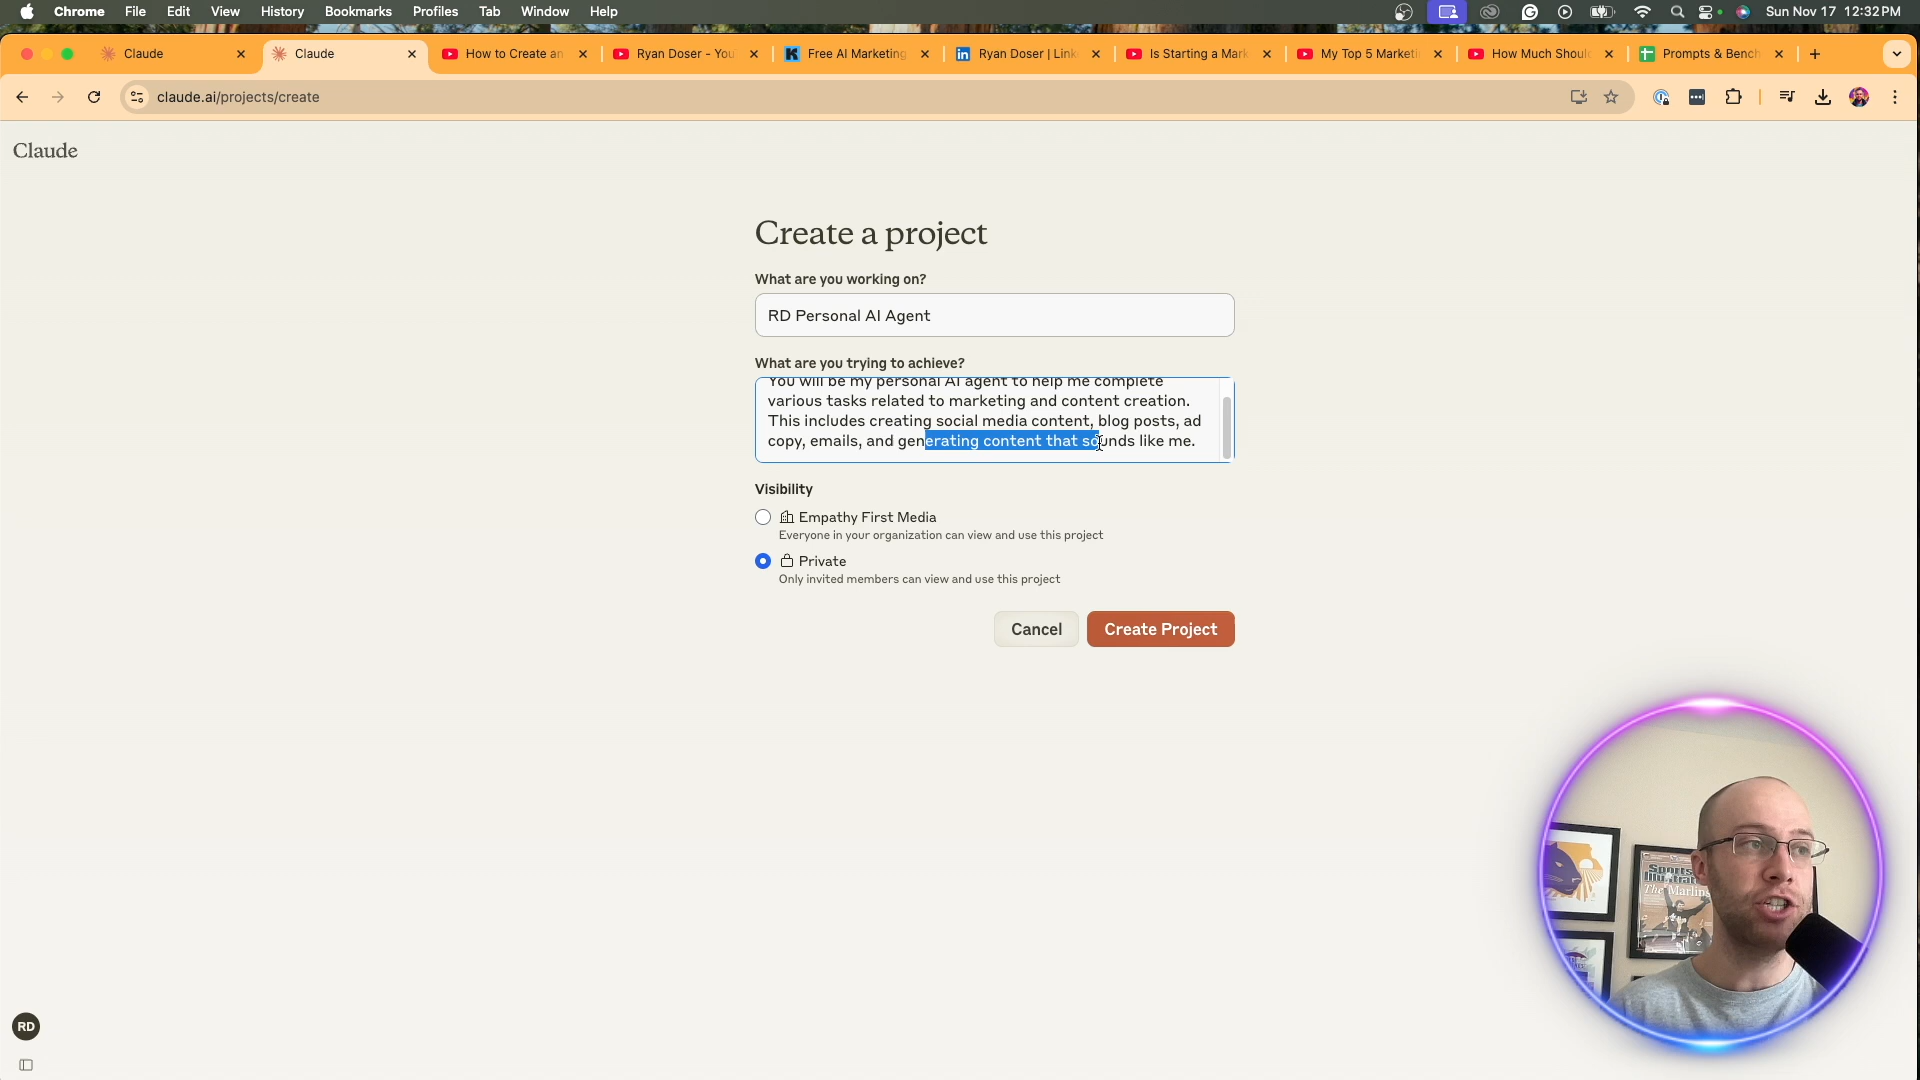 Chrome File Edit View History Bookmarks Profiles Tab Window Help Sun Nov 17 12:32 PM
Claude Claude How to Create an Ryan Doser - You Free AI Marketing Ryan Doser | Link Is Starting a Mark My Top 5 Marketi How Much Shoul Prompts & Bench
claude.ai/projects/create
Claude
Create a project
What are you working on?
RD Personal AI Agent
What are you trying to achieve?
You will be my personal AI agent to help me complete
various tasks related to marketing and content creation.
This includes creating social media content, blog posts, ad
copy, emails, and generating content that sounds like me.
Visibility
Empathy First Media
Everyone in your organization can view and use this project
Private
Only invited members can view and use this project
Cancel Create Project
Sports
Illustrated
The Marlins
RD